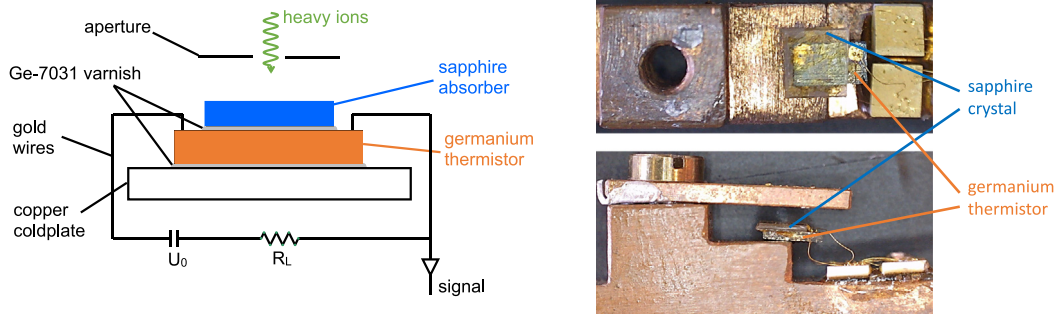 heavy ions
aperture
Ge-7031 varnish
sapphire
absorber
gold
wires
germanium
thermistor
copper
coldplate
U₀
R_L
signal
sapphire
crystal
germanium
thermistor